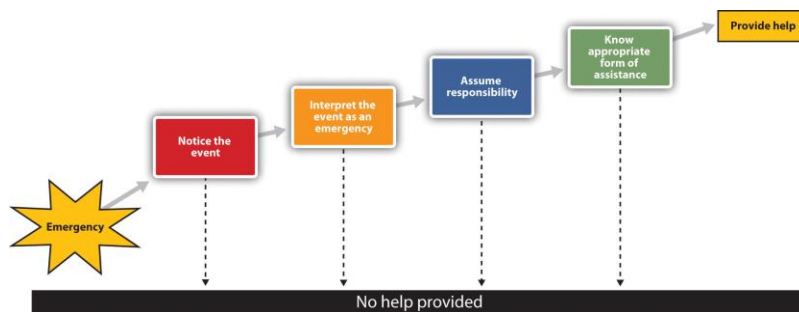 Emergency
Notice the
event
Interpret the
event as an
emergency
Assume
responsibility
Know
appropriate
form of
assistance
Provide help
No help provided